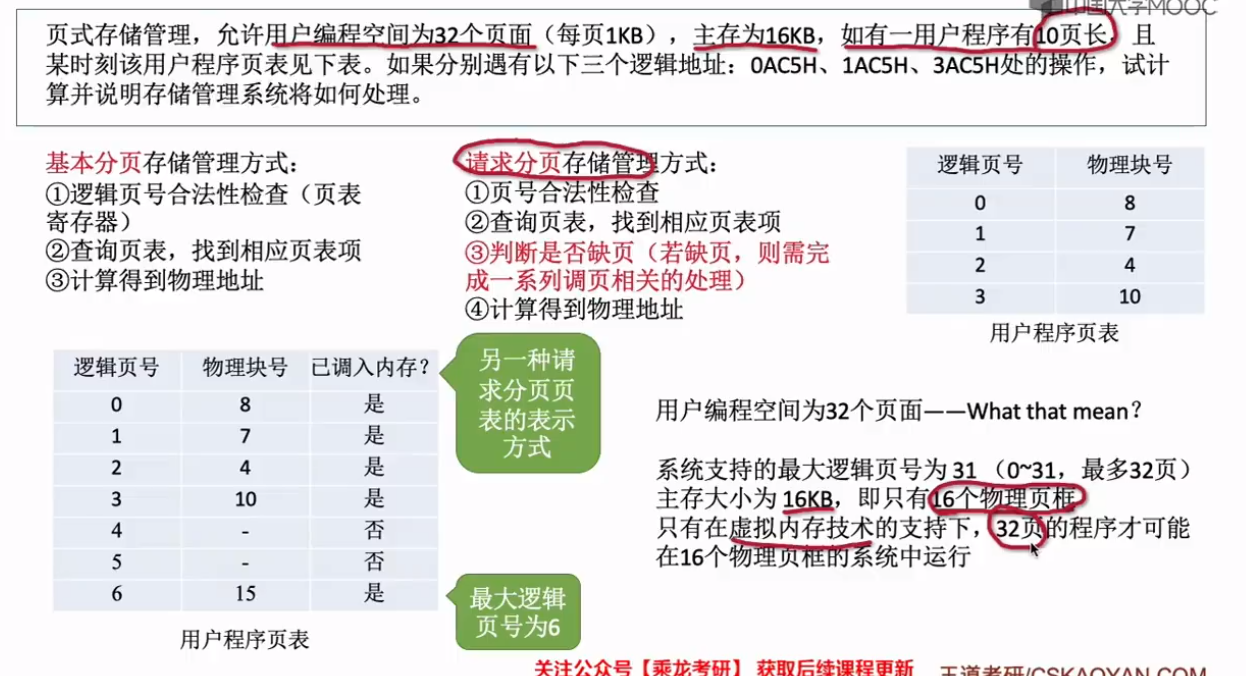 中国大学MOOC
页式存储管理，允许用户编程空间为32个页面（每页1KB），主存为16KB，如有一用户程序有10页长，且
某时刻该用户程序页表见下表。如果分别遇有以下三个逻辑地址：0AC5H、1AC5H、3AC5H处的操作，试计
算并说明存储管理系统将如何处理。
基本分页存储管理方式：
①逻辑页号合法性检查（页表
寄存器）
②查询页表，找到相应页表项
③计算得到物理地址
请求分页存储管理方式：
①页号合法性检查
②查询页表，找到相应页表项
③判断是否缺页（若缺页，则需完
成一系列调页相关的处理）
④计算得到物理地址
逻辑页号 物理块号
0 8
1 7
2 4
3 10
用户程序页表
逻辑页号 物理块号 已调入内存？
0 8 是
1 7 是
2 4 是
3 10 是
4 - 否
5 - 否
6 15 是
用户程序页表
另一种请
求分页页
表的表示
方式
最大逻辑
页号为6
用户编程空间为32个页面——What that mean？
系统支持的最大逻辑页号为 31 （0~31，最多32页）
主存大小为 16KB，即只有16个物理页框
只有在虚拟内存技术的支持下，32页的程序才可能
在16个物理页框的系统中运行
关注公众号【乘龙考研】 获取后续课程更新
王道考研/CSKAOYAN.COM